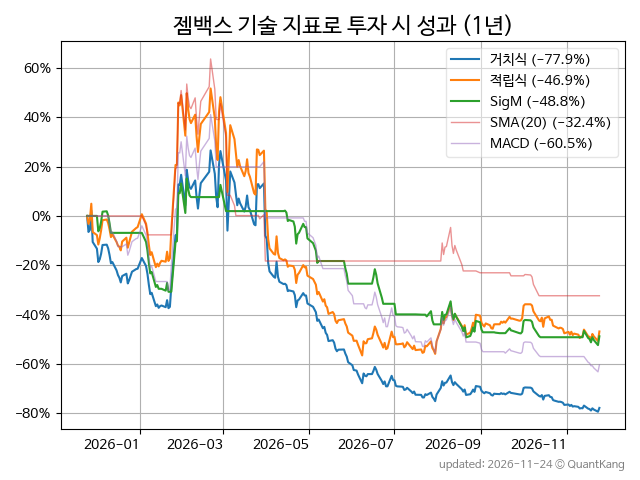 젬백스 기술 지표로 투자 시 성과 (1년)
거치식 (−77.9%)
적립식 (−46.9%)
SigM (−48.8%)
SMA(20) (−32.4%)
MACD (−60.5%)
60%
40%
20%
0%
−20%
−40%
−60%
−80%
2026-01 2026-03 2026-05 2026-07 2026-09 2026-11
updated: 2026-11-24 © QuantKang